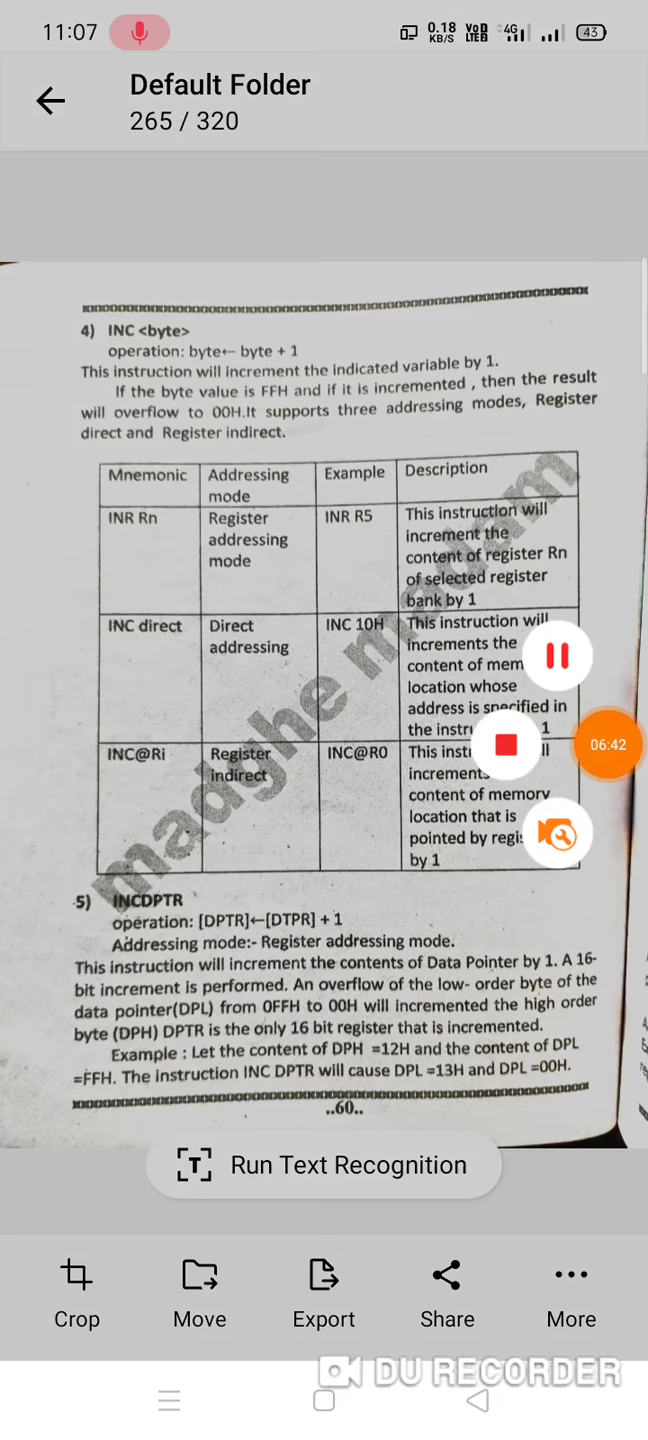 11:07
0.18 KB/S VoD LTE 2 4G 43
Default Folder
265 / 320
4) INC <byte>
operation: byte← byte + 1
This instruction will increment the indicated variable by 1.
If the byte value is FFH and if it is incremented , then the result
will overflow to 00H.It supports three addressing modes, Register
direct and Register indirect.
Mnemonic Addressing mode Example Description
INR Rn Register addressing mode INR R5 This instruction will
increment the
content of register Rn
of selected register
bank by 1
INC direct Direct addressing INC 10H This instruction will
increments the
content of mem
location whose
address is specified in
the instr 1
INC@Ri Register indirect INC@R0 This inst ll
increments
content of memory
location that is
pointed by regi
by 1
madghe madam
06:42
5) INCDPTR
operation: [DPTR]←[DTPR] + 1
Addressing mode:- Register addressing mode.
This instruction will increment the contents of Data Pointer by 1. A 16-
bit increment is performed. An overflow of the low- order byte of the
data pointer(DPL) from 0FFH to 00H will incremented the high order
byte (DPH) DPTR is the only 16 bit register that is incremented.
Example : Let the content of DPH =12H and the content of DPL
=FFH. The instruction INC DPTR will cause DPL =13H and DPL =00H.
..60..
T Run Text Recognition
Crop Move Export Share More
DU RECORDER